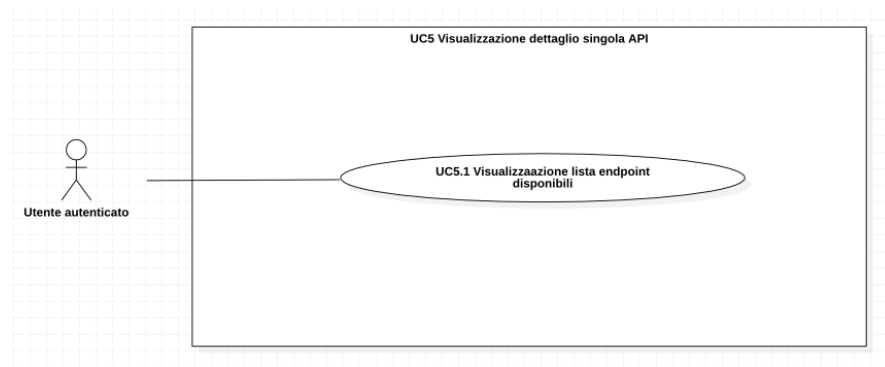 UC5 Visualizzazione dettaglio singola API
UC5.1 Visualizzaazione lista endpoint
disponibili
Utente autenticato